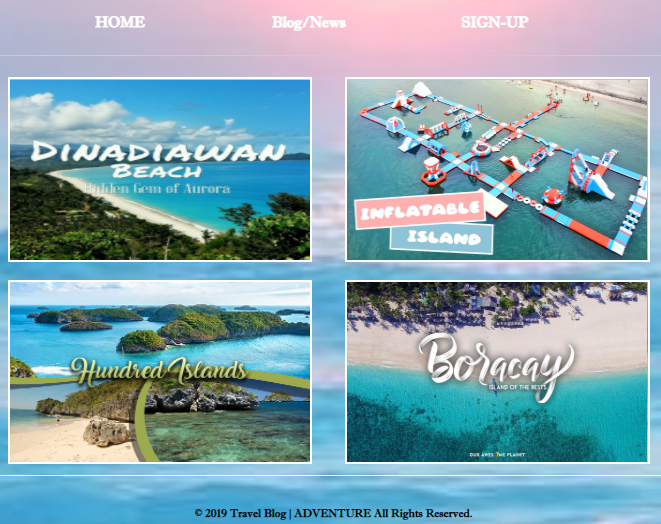 HOME
Blog/News
SIGN-UP
DINADIAWAN
BEACH
Hidden Gem of Aurora
INFLATABLE
ISLAND
Hundred Islands
Boracay
ISLAND OF THE BESTS
OUR AWESOME PLANET
© 2019 Travel Blog | ADVENTURE All Rights Reserved.